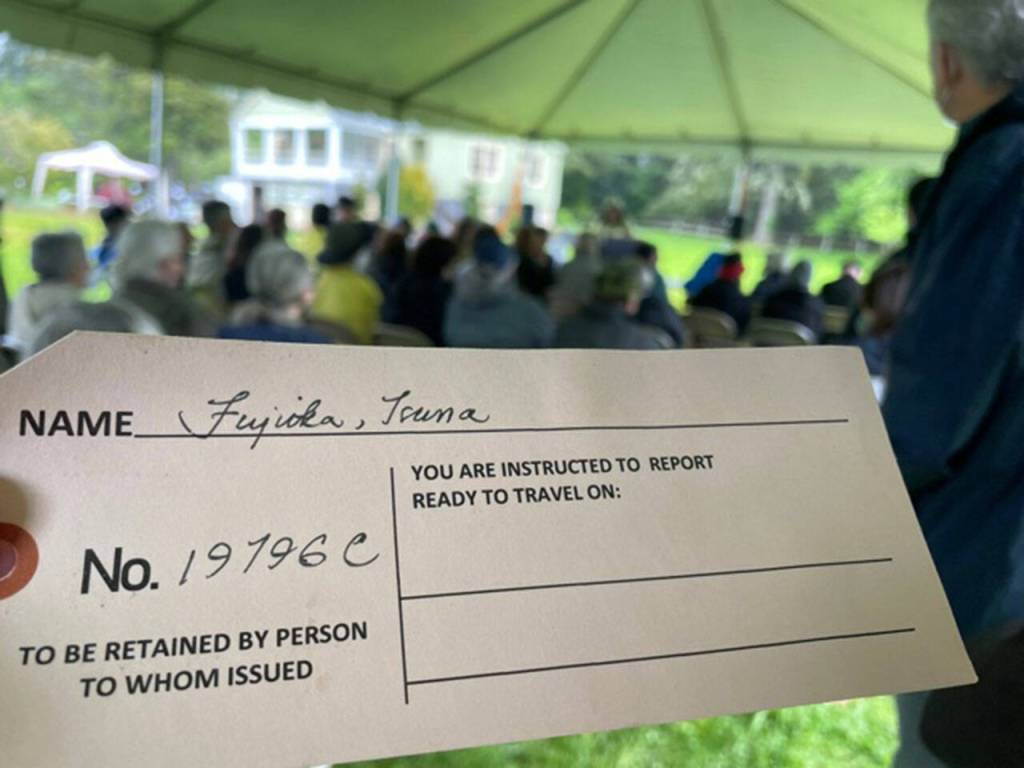 NAME Fujioka, Tsuna
YOU ARE INSTRUCTED TO REPORT
READY TO TRAVEL ON:
No. 19796 C
TO BE RETAINED BY PERSON
TO WHOM ISSUED